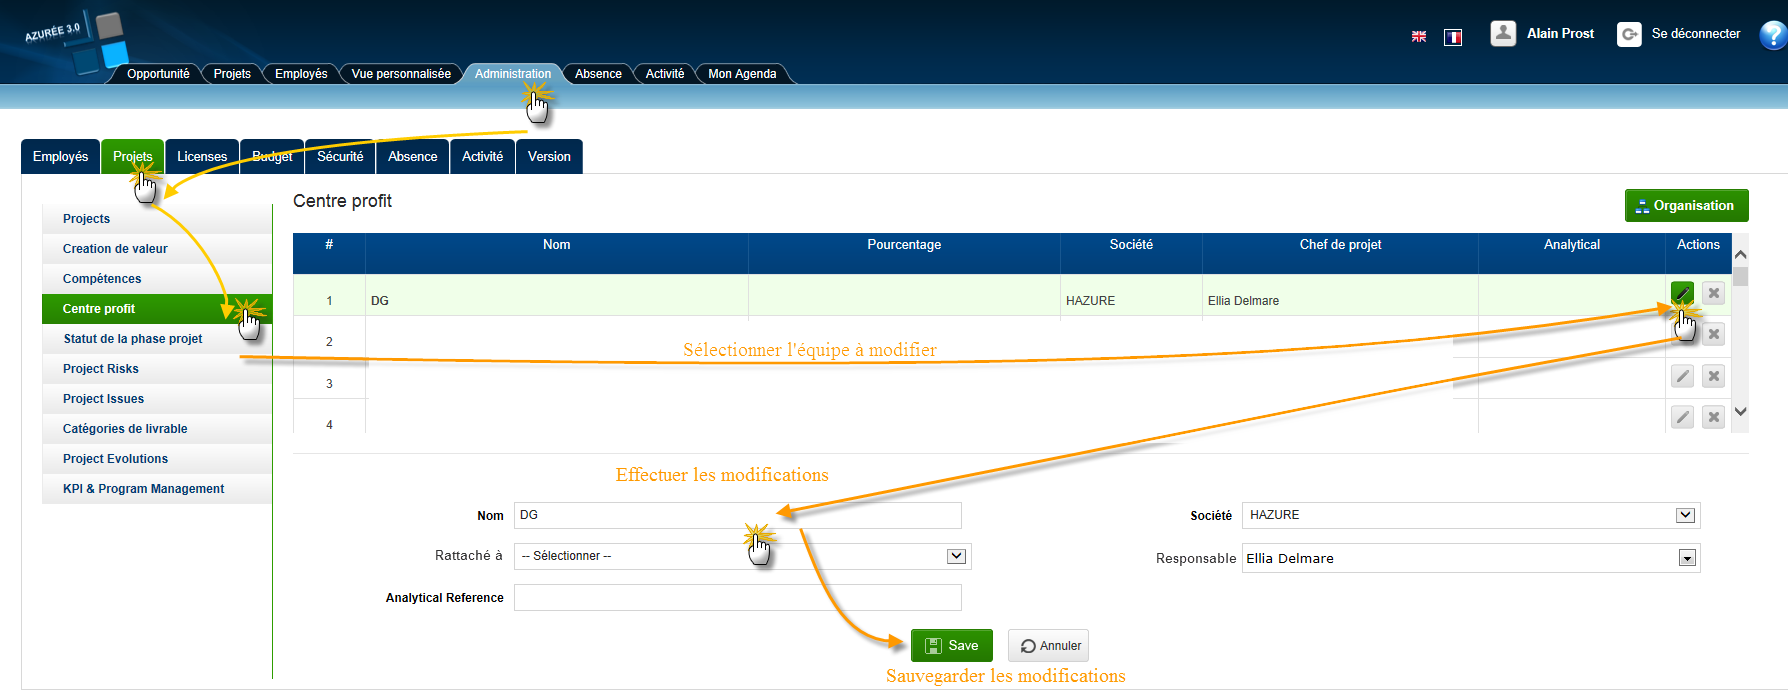 AZURÉE 3.0
Alain Prost
Se déconnecter
?
Opportunité
Projets
Employés
Vue personnalisée
Administration
Absence
Activité
Mon Agenda
Employés
Projets
Licenses
Budget
Sécurité
Absence
Activité
Version
Projects
Creation de valeur
Compétences
Centre profit
Statut de la phase projet
Project Risks
Project Issues
Catégories de livrable
Project Evolutions
KPI & Program Management
Centre profit
Organisation
# Nom Pourcentage Société Chef de projet Analytical Actions
1 DG HAZURE Ellia Delmare
2
Sélectionner l'équipe à modifier
3
4
Effectuer les modifications
Nom DG Société HAZURE
Rattaché à -- Sélectionner -- Responsable Ellia Delmare
Analytical Reference
Save Annuler
Sauvegarder les modifications